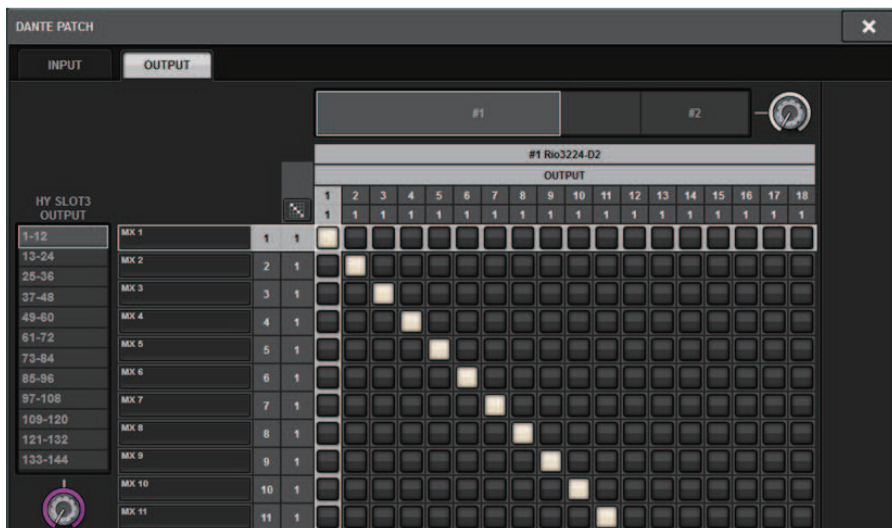 DANTE PATCH
INPUT OUTPUT
#1 #2
#1 Rio3224-D2
OUTPUT
1 2 3 4 5 6 7 8 9 10 11 12 13 14 15 16 17 18
1 1 1 1 1 1 1 1 1 1 1 1 1 1 1 1 1 1
HY SLOT3
OUTPUT
1-12
13-24
25-36
37-48
49-60
61-72
73-84
85-96
97-108
109-120
121-132
133-144
MX 1 1 1
MX 2 2 1
MX 3 3 1
MX 4 4 1
MX 5 5 1
MX 6 6 1
MX 7 7 1
MX 8 8 1
MX 9 9 1
MX 10 10 1
MX 11 11 1